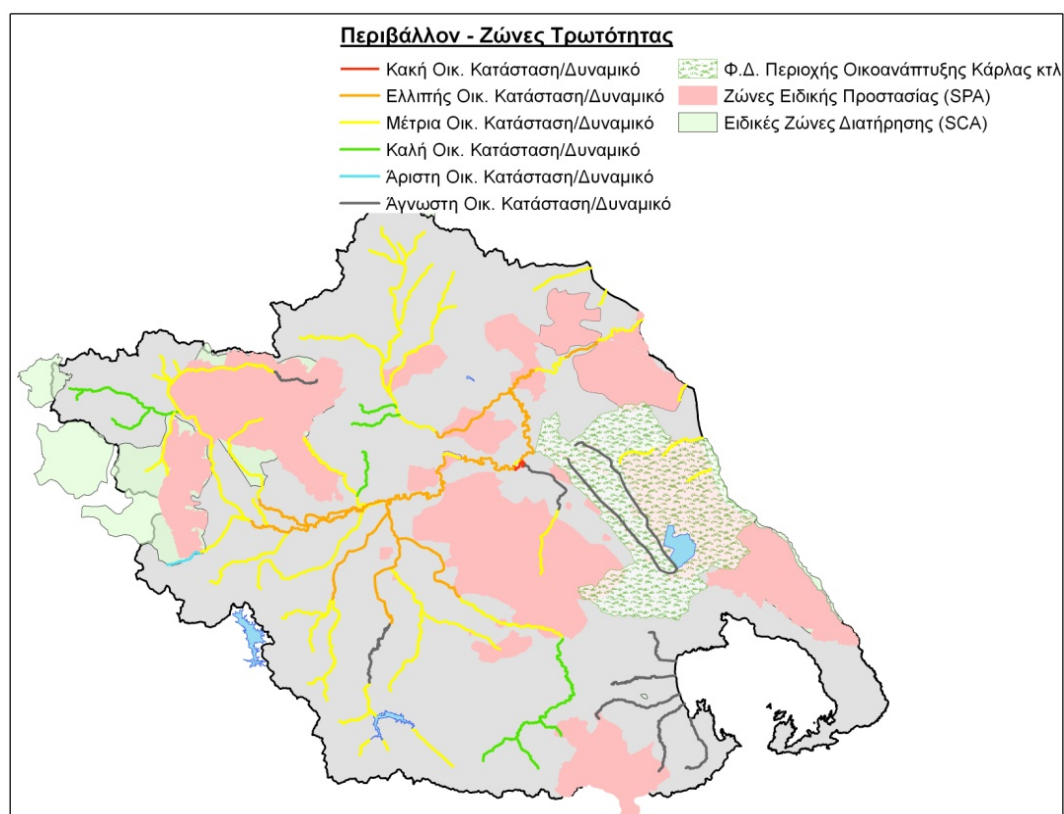 Περιβάλλον - Ζώνες Τρωτότητας
Κακή Οικ. Κατάσταση/Δυναμικό
Ελλιπής Οικ. Κατάσταση/Δυναμικό
Μέτρια Οικ. Κατάσταση/Δυναμικό
Καλή Οικ. Κατάσταση/Δυναμικό
Άριστη Οικ. Κατάσταση/Δυναμικό
Άγνωστη Οικ. Κατάσταση/Δυναμικό
Φ.Δ. Περιοχής Οικοανάπτυξης Κάρλας κτλ
Ζώνες Ειδικής Προστασίας (SPA)
Ειδικές Ζώνες Διατήρησης (SCA)